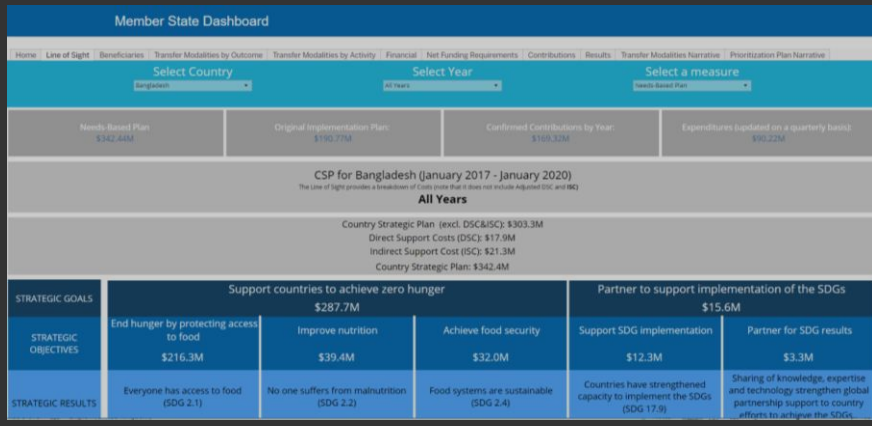 Member State Dashboard
Home Line of Sight Beneficiaries Transfer Modalities by Outcome Transfer Modalities by Activity Financial Net Funding Requirements Contributions Results Transfer Modalities Narrative Prioritization Plan Narrative
Select Country Select Year Select a measure
Bangladesh All Years Needs-Based Plan
Needs-Based Plan: Original Implementation Plan: Confirmed Contributions by Year: Expenditures (updated on a quarterly basis):
$342.44M $190.77M $169.32M $90.22M
CSP for Bangladesh (January 2017 - January 2020)
The Line of Sight provides a breakdown of Costs (note that it does not include Adjusted DSC and ISC)
All Years
Country Strategic Plan (excl. DSC&ISC): $303.3M
Direct Support Costs (DSC): $17.9M
Indirect Support Cost (ISC): $21.3M
Country Strategic Plan: $342.4M
STRATEGIC GOALS
Support countries to achieve zero hunger
$287.7M
Partner to support implementation of the SDGs
$15.6M
STRATEGIC
OBJECTIVES
End hunger by protecting access
to food
$216.3M
Improve nutrition
$39.4M
Achieve food security
$32.0M
Support SDG implementation
$12.3M
Partner for SDG results
$3.3M
STRATEGIC RESULTS
Everyone has access to food
(SDG 2.1)
No one suffers from malnutrition
(SDG 2.2)
Food systems are sustainable
(SDG 2.4)
Countries have strengthened
capacity to implement the SDGs
(SDG 17.9)
Sharing of knowledge, expertise
and technology strengthen global
partnership support to country
efforts to achieve the SDGs